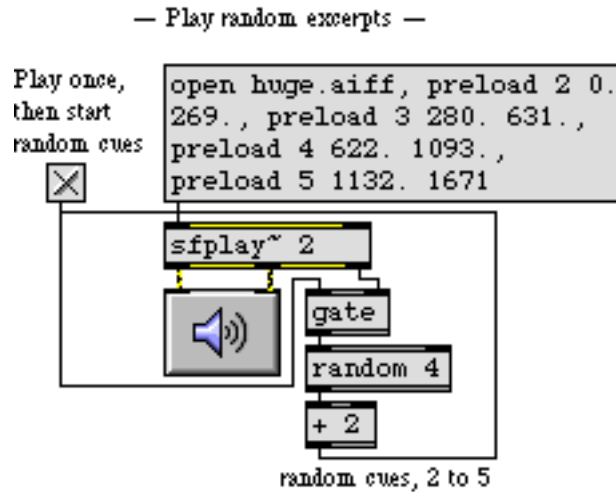 — Play random excerpts —
Play once,
then start
random cues
open huge.aiff, preload 2 0.
269., preload 3 280. 631.,
preload 4 622. 1093.,
preload 5 1132. 1671
sfplay~ 2
gate
random 4
+ 2
random cues, 2 to 5